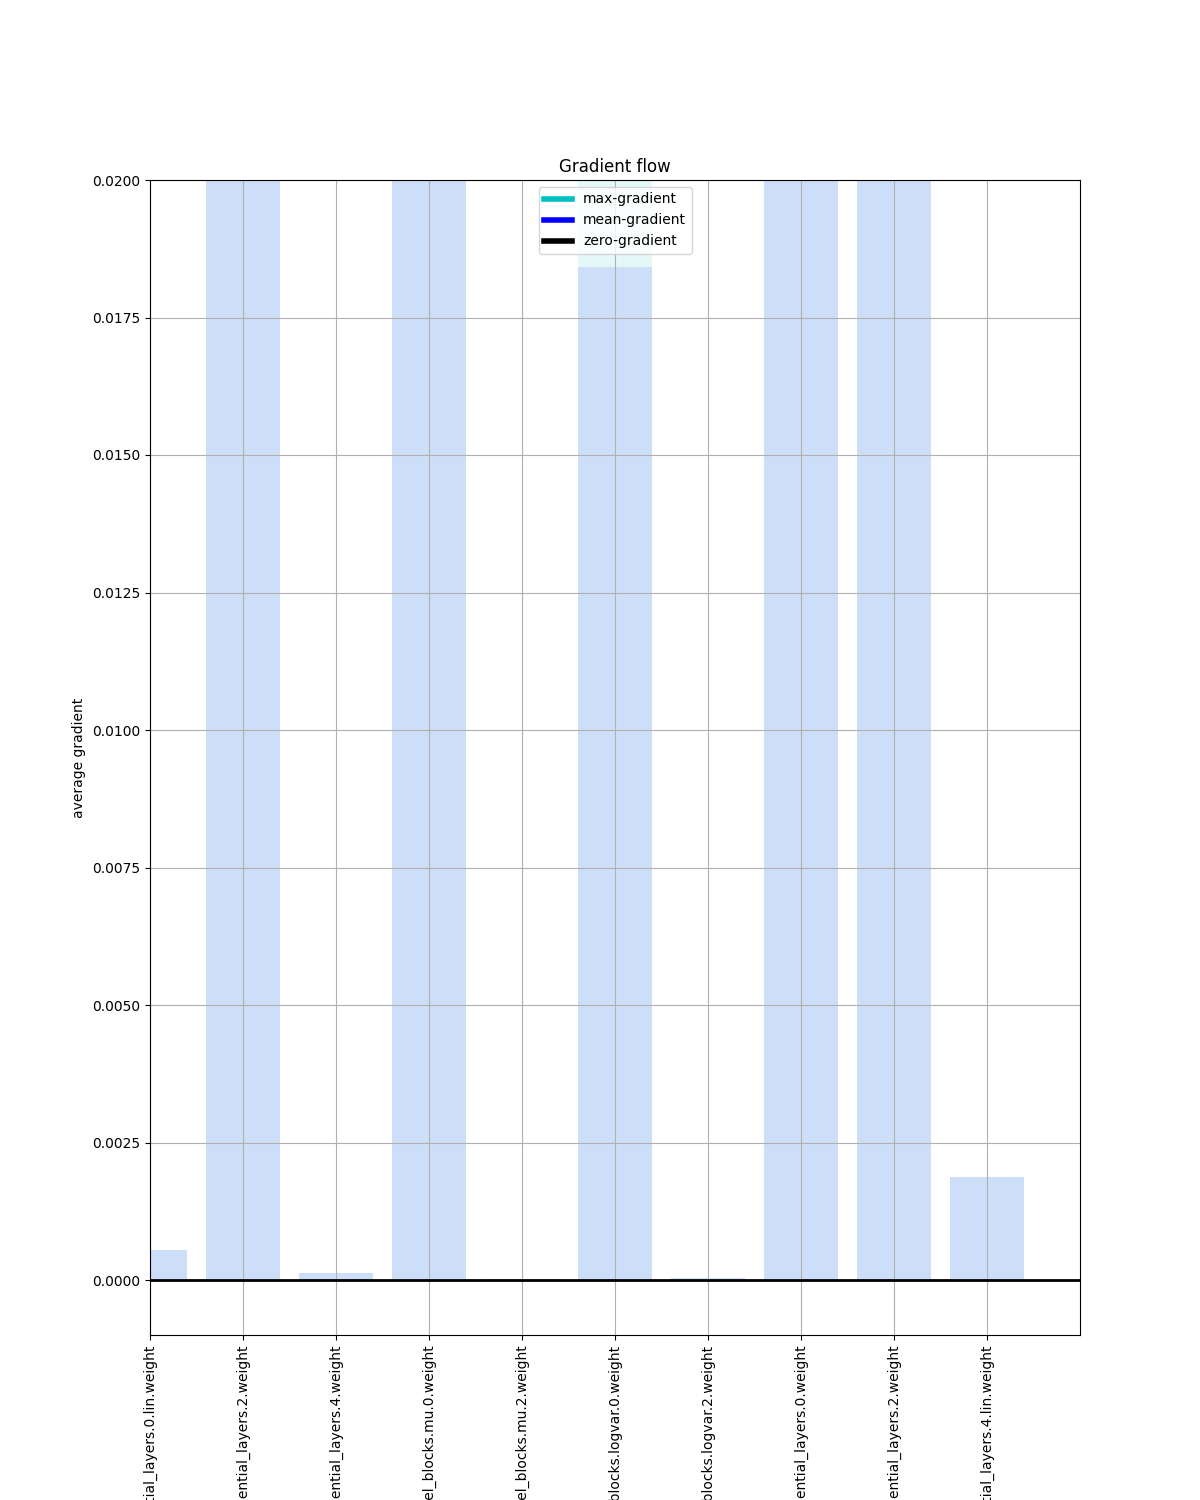 Gradient flow
max-gradient
mean-gradient
zero-gradient
0.0200
0.0175
0.0150
0.0125
0.0100
0.0075
0.0050
0.0025
0.0000
average gradient
tial_layers.0.lin.weight
ential_layers.2.weight
ential_layers.4.weight
el_blocks.mu.0.weight
el_blocks.mu.2.weight
blocks.logvar.0.weight
blocks.logvar.2.weight
ential_layers.0.weight
ential_layers.2.weight
tial_layers.4.lin.weight